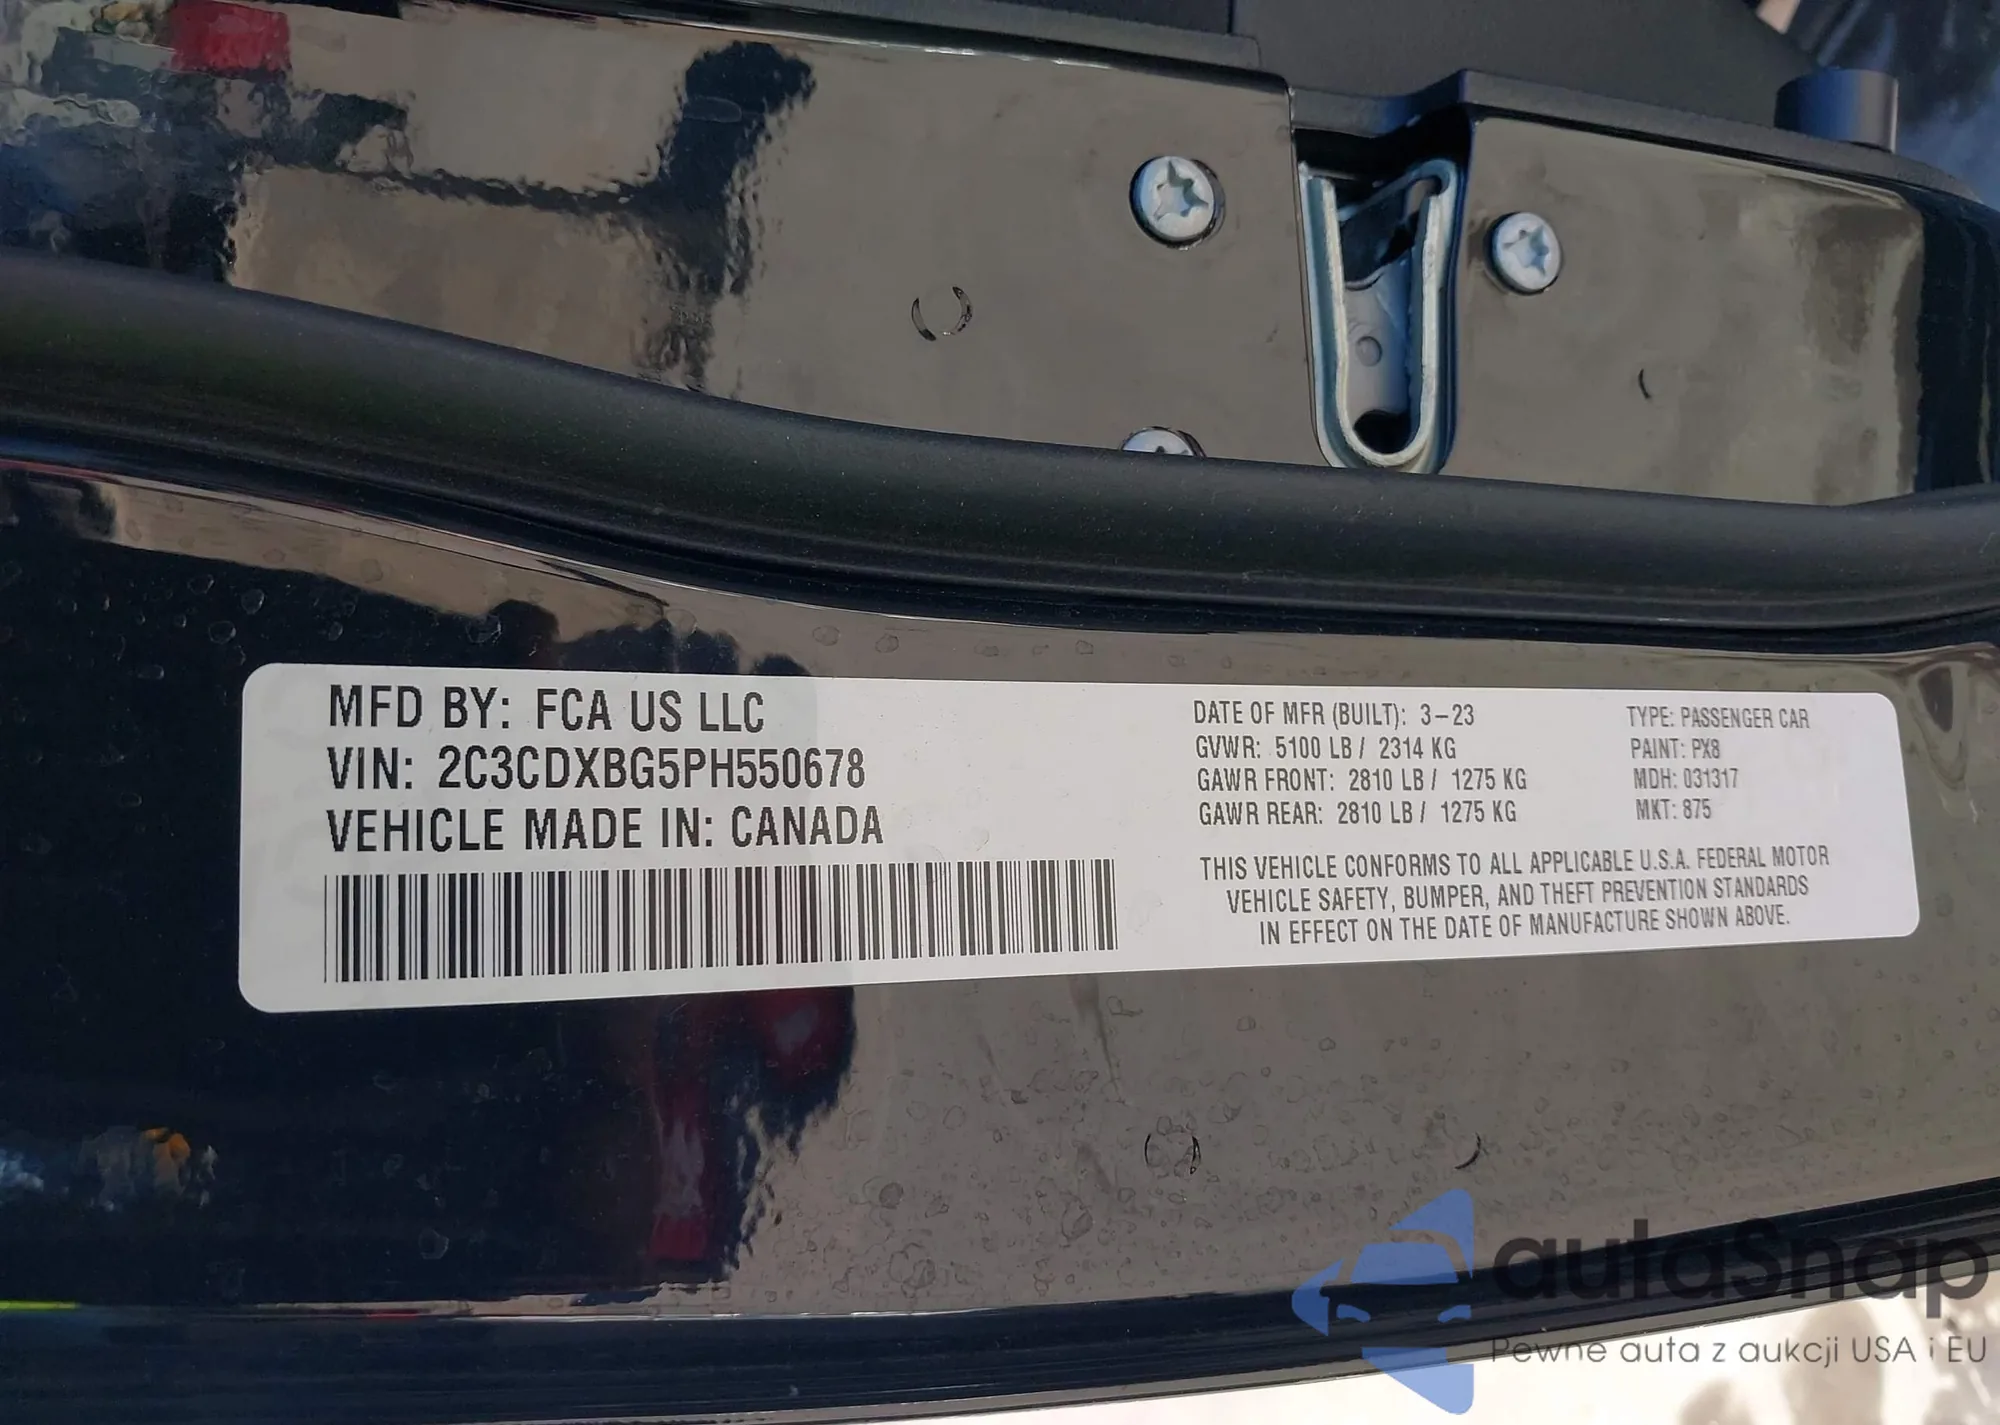 MFD BY: FCA US LLC
VIN: 2C3CDXBG5PH550678
VEHICLE MADE IN: CANADA
DATE OF MFR (BUILT): 3-23
GVWR: 5100 LB / 2314 KG
GAWR FRONT: 2810 LB / 1275 KG
GAWR REAR: 2810 LB / 1275 KG
TYPE: PASSENGER CAR
PAINT: PX8
MDH: 031317
MKT: 875
THIS VEHICLE CONFORMS TO ALL APPLICABLE U.S.A. FEDERAL MOTOR
VEHICLE SAFETY, BUMPER, AND THEFT PREVENTION STANDARDS
IN EFFECT ON THE DATE OF MANUFACTURE SHOWN ABOVE.
autaSnap
Pewne auta z aukcji USA i EU